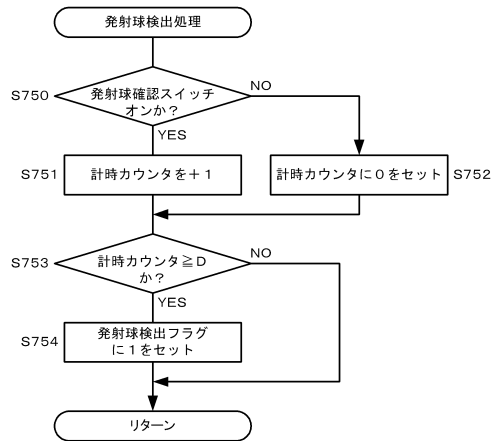 発射球検出処理
S750
発射球確認スイッチ
オンか？
NO
YES
S751
計時カウンタを＋１
計時カウンタに０をセット
S752
S753
計時カウンタ≧D
か？
NO
YES
S754
発射球検出フラグ
に１をセット
リターン